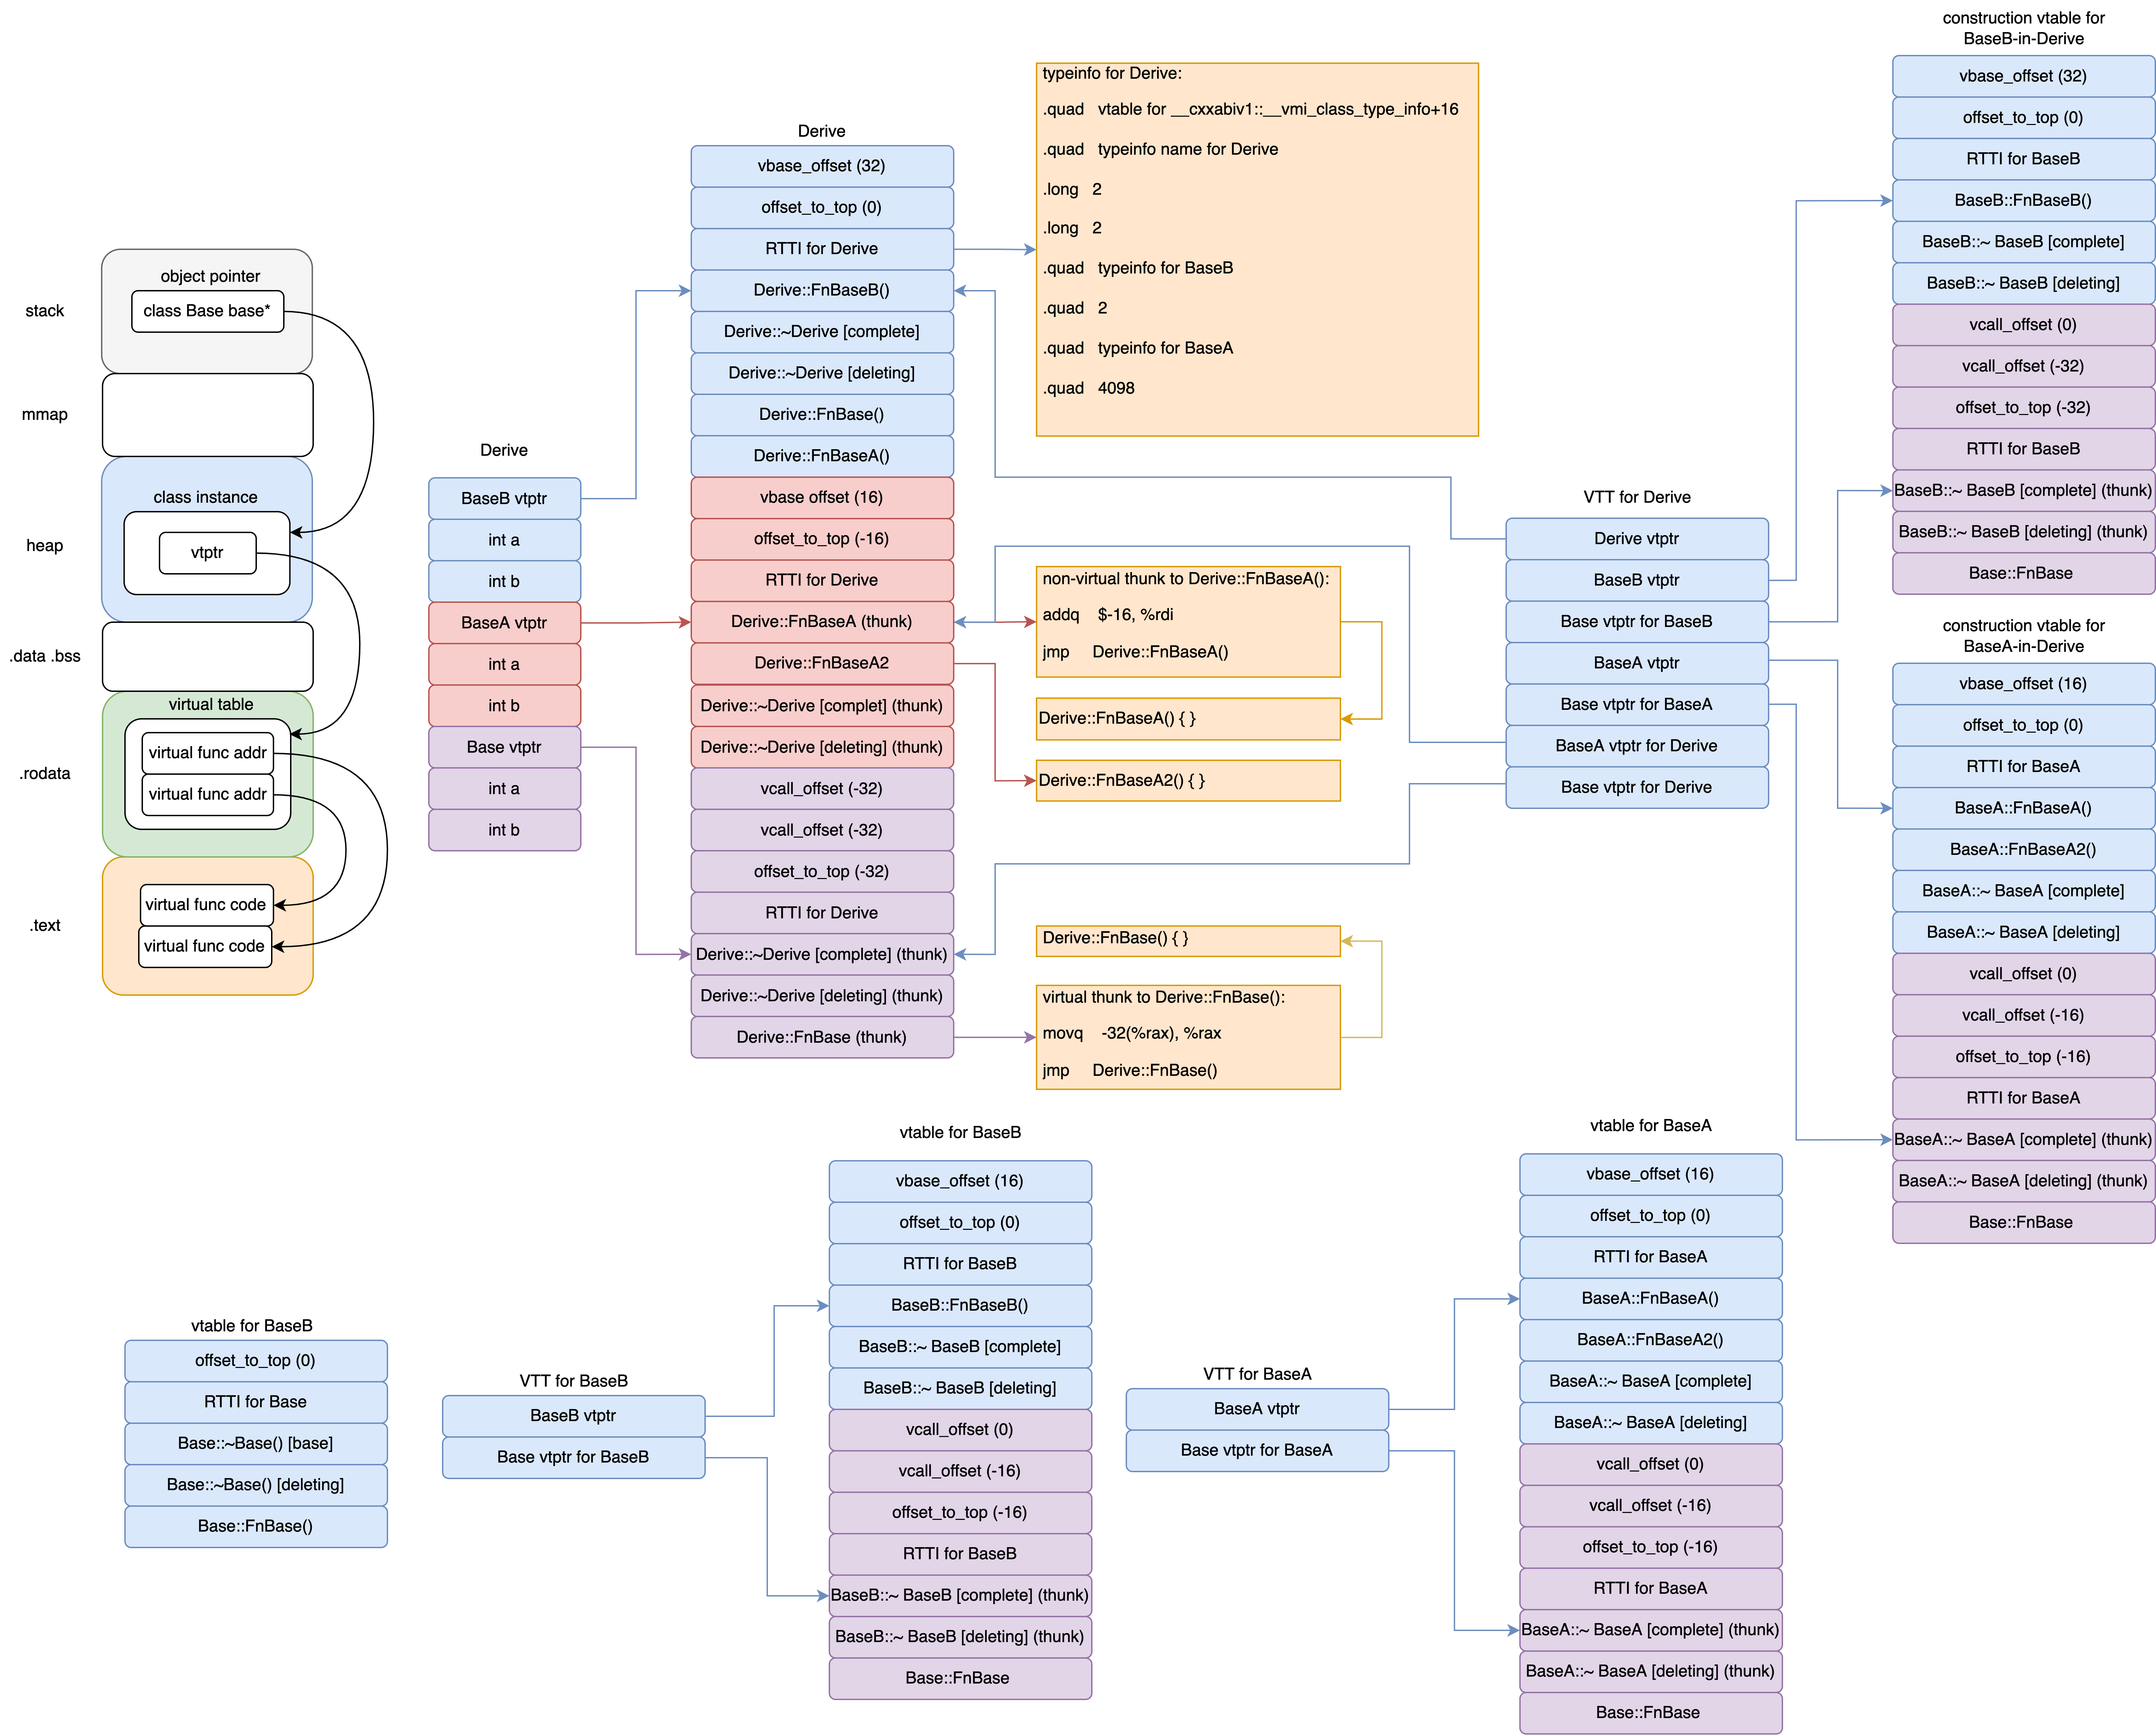 stack
mmap
heap
.data .bss
.rodata
.text
object pointer
class Base base*
class instance
vtptr
virtual table
virtual func addr
virtual func addr
virtual func code
virtual func code
Derive
BaseB vtptr
int a
int b
BaseA vtptr
int a
int b
Base vtptr
int a
int b
Derive
vbase_offset (32)
offset_to_top (0)
RTTI for Derive
Derive::FnBaseB()
Derive::~Derive [complete]
Derive::~Derive [deleting]
Derive::FnBase()
Derive::FnBaseA()
vbase offset (16)
offset_to_top (-16)
RTTI for Derive
Derive::FnBaseA (thunk)
Derive::FnBaseA2
Derive::~Derive [complet] (thunk)
Derive::~Derive [deleting] (thunk)
vcall_offset (-32)
vcall_offset (-32)
offset_to_top (-32)
RTTI for Derive
Derive::~Derive [complete] (thunk)
Derive::~Derive [deleting] (thunk)
Derive::FnBase (thunk)
typeinfo for Derive:
.quad vtable for __cxxabiv1::__vmi_class_type_info+16
.quad typeinfo name for Derive
.long 2
.long 2
.quad typeinfo for BaseB
.quad 2
.quad typeinfo for BaseA
.quad 4098
non-virtual thunk to Derive::FnBaseA():
addq $-16, %rdi
jmp Derive::FnBaseA()
Derive::FnBaseA() { }
Derive::FnBaseA2() { }
Derive::FnBase() { }
virtual thunk to Derive::FnBase():
movq -32(%rax), %rax
jmp Derive::FnBase()
VTT for Derive
Derive vtptr
BaseB vtptr
Base vtptr for BaseB
BaseA vtptr
Base vtptr for BaseA
BaseA vtptr for Derive
Base vtptr for Derive
construction vtable for
BaseB-in-Derive
vbase_offset (32)
offset_to_top (0)
RTTI for BaseB
BaseB::FnBaseB()
BaseB::~ BaseB [complete]
BaseB::~ BaseB [deleting]
vcall_offset (0)
vcall_offset (-32)
offset_to_top (-32)
RTTI for BaseB
BaseB::~ BaseB [complete] (thunk)
BaseB::~ BaseB [deleting] (thunk)
Base::FnBase
construction vtable for
BaseA-in-Derive
vbase_offset (16)
offset_to_top (0)
RTTI for BaseA
BaseA::FnBaseA()
BaseA::FnBaseA2()
BaseA::~ BaseA [complete]
BaseA::~ BaseA [deleting]
vcall_offset (0)
vcall_offset (-16)
offset_to_top (-16)
RTTI for BaseA
BaseA::~ BaseA [complete] (thunk)
BaseA::~ BaseA [deleting] (thunk)
Base::FnBase
vtable for BaseB
offset_to_top (0)
RTTI for Base
Base::~Base() [base]
Base::~Base() [deleting]
Base::FnBase()
VTT for BaseB
BaseB vtptr
Base vtptr for BaseB
vtable for BaseB
vbase_offset (16)
offset_to_top (0)
RTTI for BaseB
BaseB::FnBaseB()
BaseB::~ BaseB [complete]
BaseB::~ BaseB [deleting]
vcall_offset (0)
vcall_offset (-16)
offset_to_top (-16)
RTTI for BaseB
BaseB::~ BaseB [complete] (thunk)
BaseB::~ BaseB [deleting] (thunk)
Base::FnBase
VTT for BaseA
BaseA vtptr
Base vtptr for BaseA
vtable for BaseA
vbase_offset (16)
offset_to_top (0)
RTTI for BaseA
BaseA::FnBaseA()
BaseA::FnBaseA2()
BaseA::~ BaseA [complete]
BaseA::~ BaseA [deleting]
vcall_offset (0)
vcall_offset (-16)
offset_to_top (-16)
RTTI for BaseA
BaseA::~ BaseA [complete] (thunk)
BaseA::~ BaseA [deleting] (thunk)
Base::FnBase